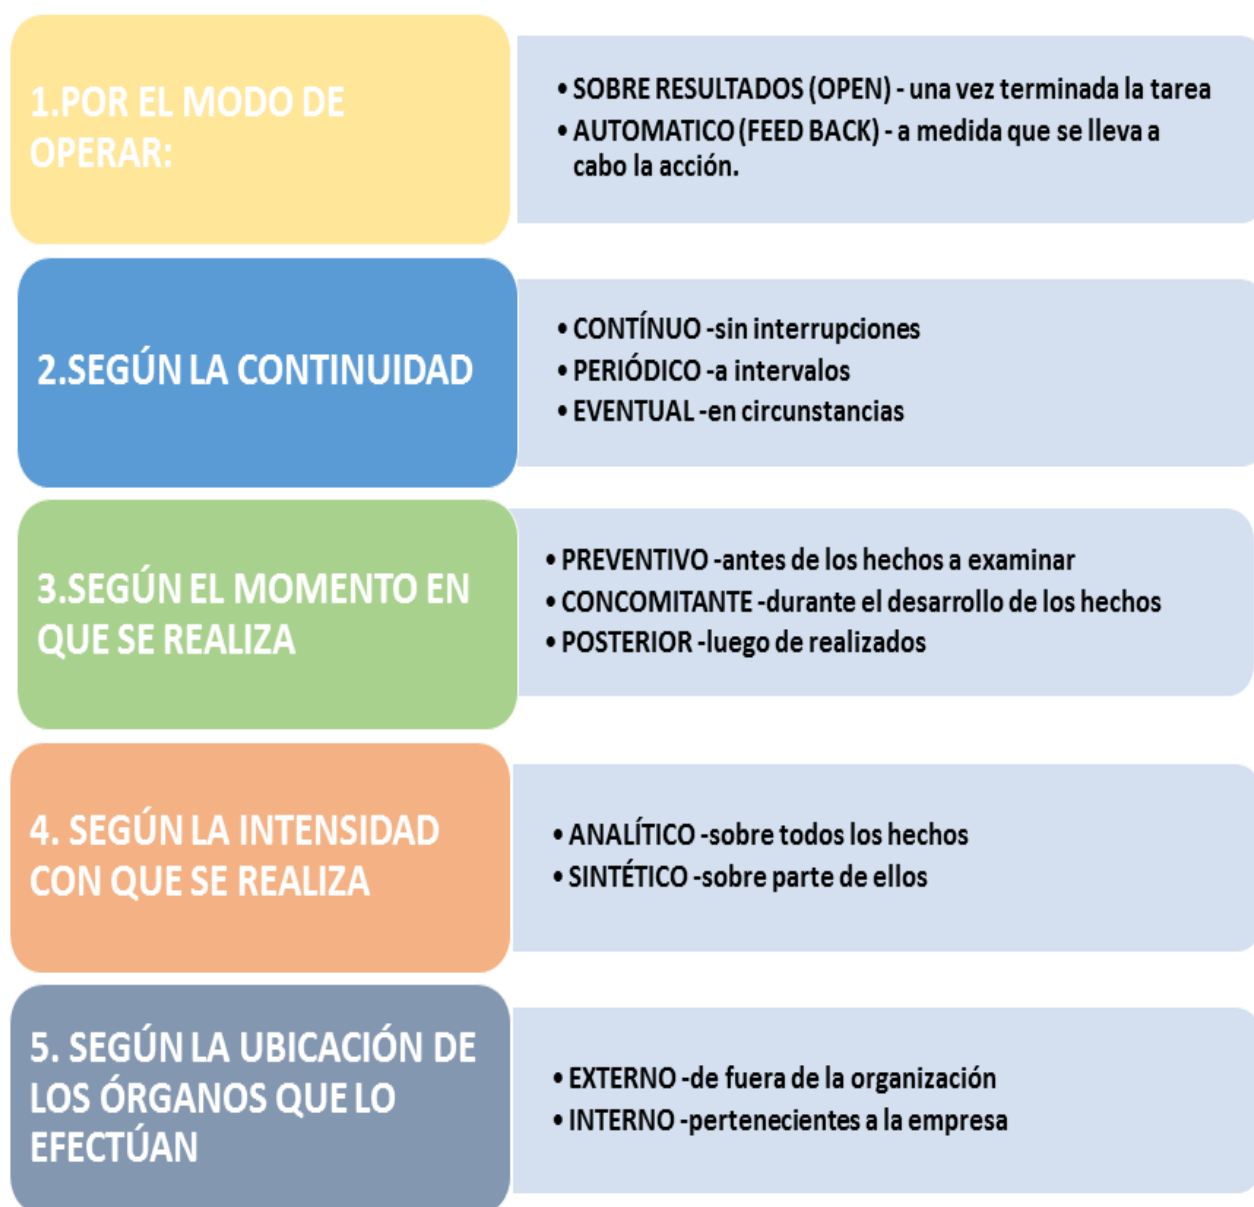 1.POR EL MODO DE
OPERAR:
• SOBRE RESULTADOS (OPEN) - una vez terminada la tarea
• AUTOMATICO (FEED BACK) - a medida que se lleva a
cabo la acción.
2.SEGÚN LA CONTINUIDAD
• CONTÍNUO -sin interrupciones
• PERIÓDICO -a intervalos
• EVENTUAL -en circunstancias
3.SEGÚN EL MOMENTO EN
QUE SE REALIZA
• PREVENTIVO -antes de los hechos a examinar
• CONCOMITANTE -durante el desarrollo de los hechos
• POSTERIOR -luego de realizados
4. SEGÚN LA INTENSIDAD
CON QUE SE REALIZA
• ANALÍTICO -sobre todos los hechos
• SINTÉTICO -sobre parte de ellos
5. SEGÚN LA UBICACIÓN DE
LOS ÓRGANOS QUE LO
EFECTÚAN
• EXTERNO -de fuera de la organización
• INTERNO -pertenecientes a la empresa